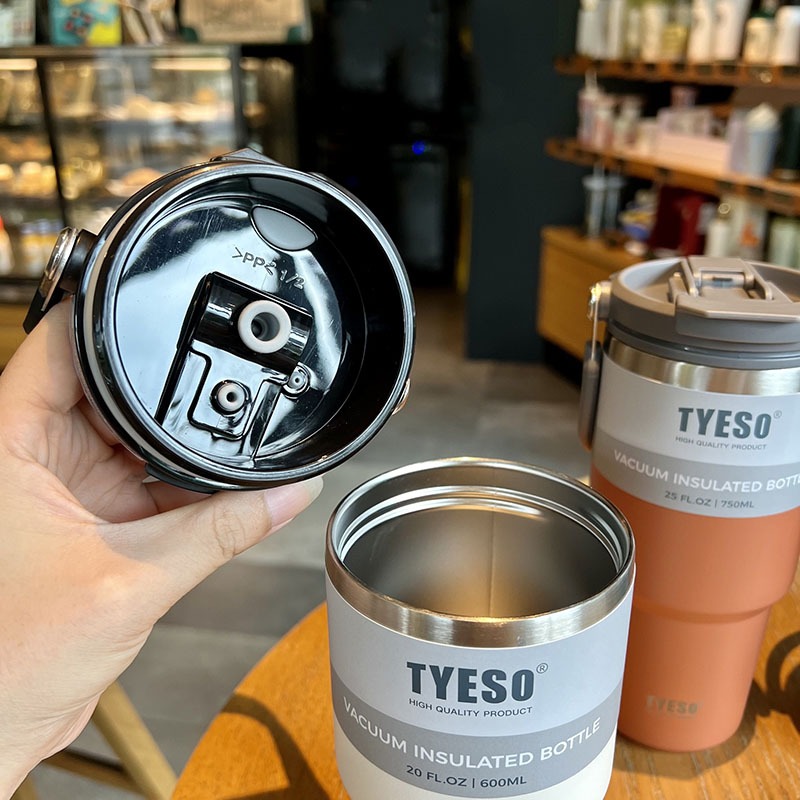 >PP< 1/2
TYESO®
HIGH QUALITY PRODUCT
VACUUM INSULATED BOTTLE
20 FL.OZ | 600ML
TYESO®
HIGH QUALITY PRODUCT
VACUUM INSULATED BOTTL
25 FL.OZ | 750ML
TYESO